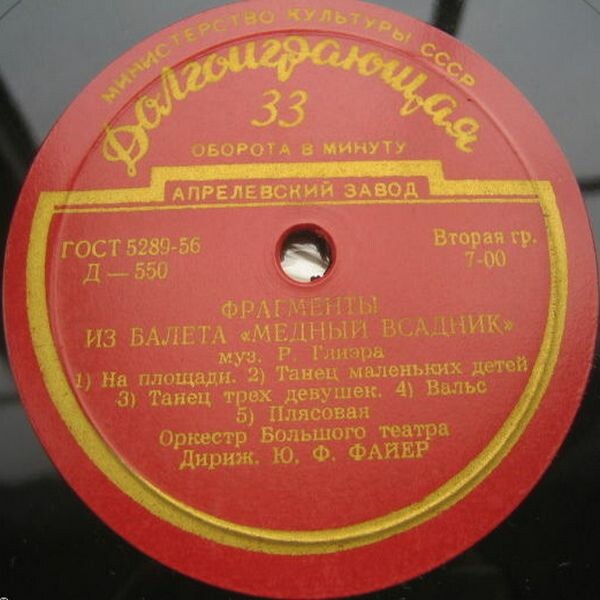 МИНИСТЕРСТВО КУЛЬТУРЫ СССР
Долгоиграющая
33
ОБОРОТА В МИНУТУ
АПРЕЛЕВСКИЙ ЗАВОД
ГОСТ 5289-56
Д — 550
Вторая гр.
7-00
ФРАГМЕНТЫ
ИЗ БАЛЕТА «МЕДНЫЙ ВСАДНИК»
муз. Р. Глиэра
1) На площади. 2) Танец маленьких детей
3) Танец трех девушек. 4) Вальс
5) Плясовая
Оркестр Большого театра
Дириж. Ю. Ф. ФАЙЕР